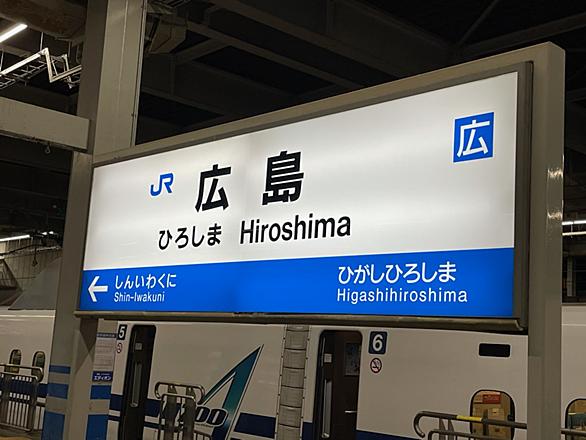 広
JR 広島
ひろしま Hiroshima
← しんいわくに
Shin-Iwakuni
ひがしひろしま
Higashihiroshima
5
6
A